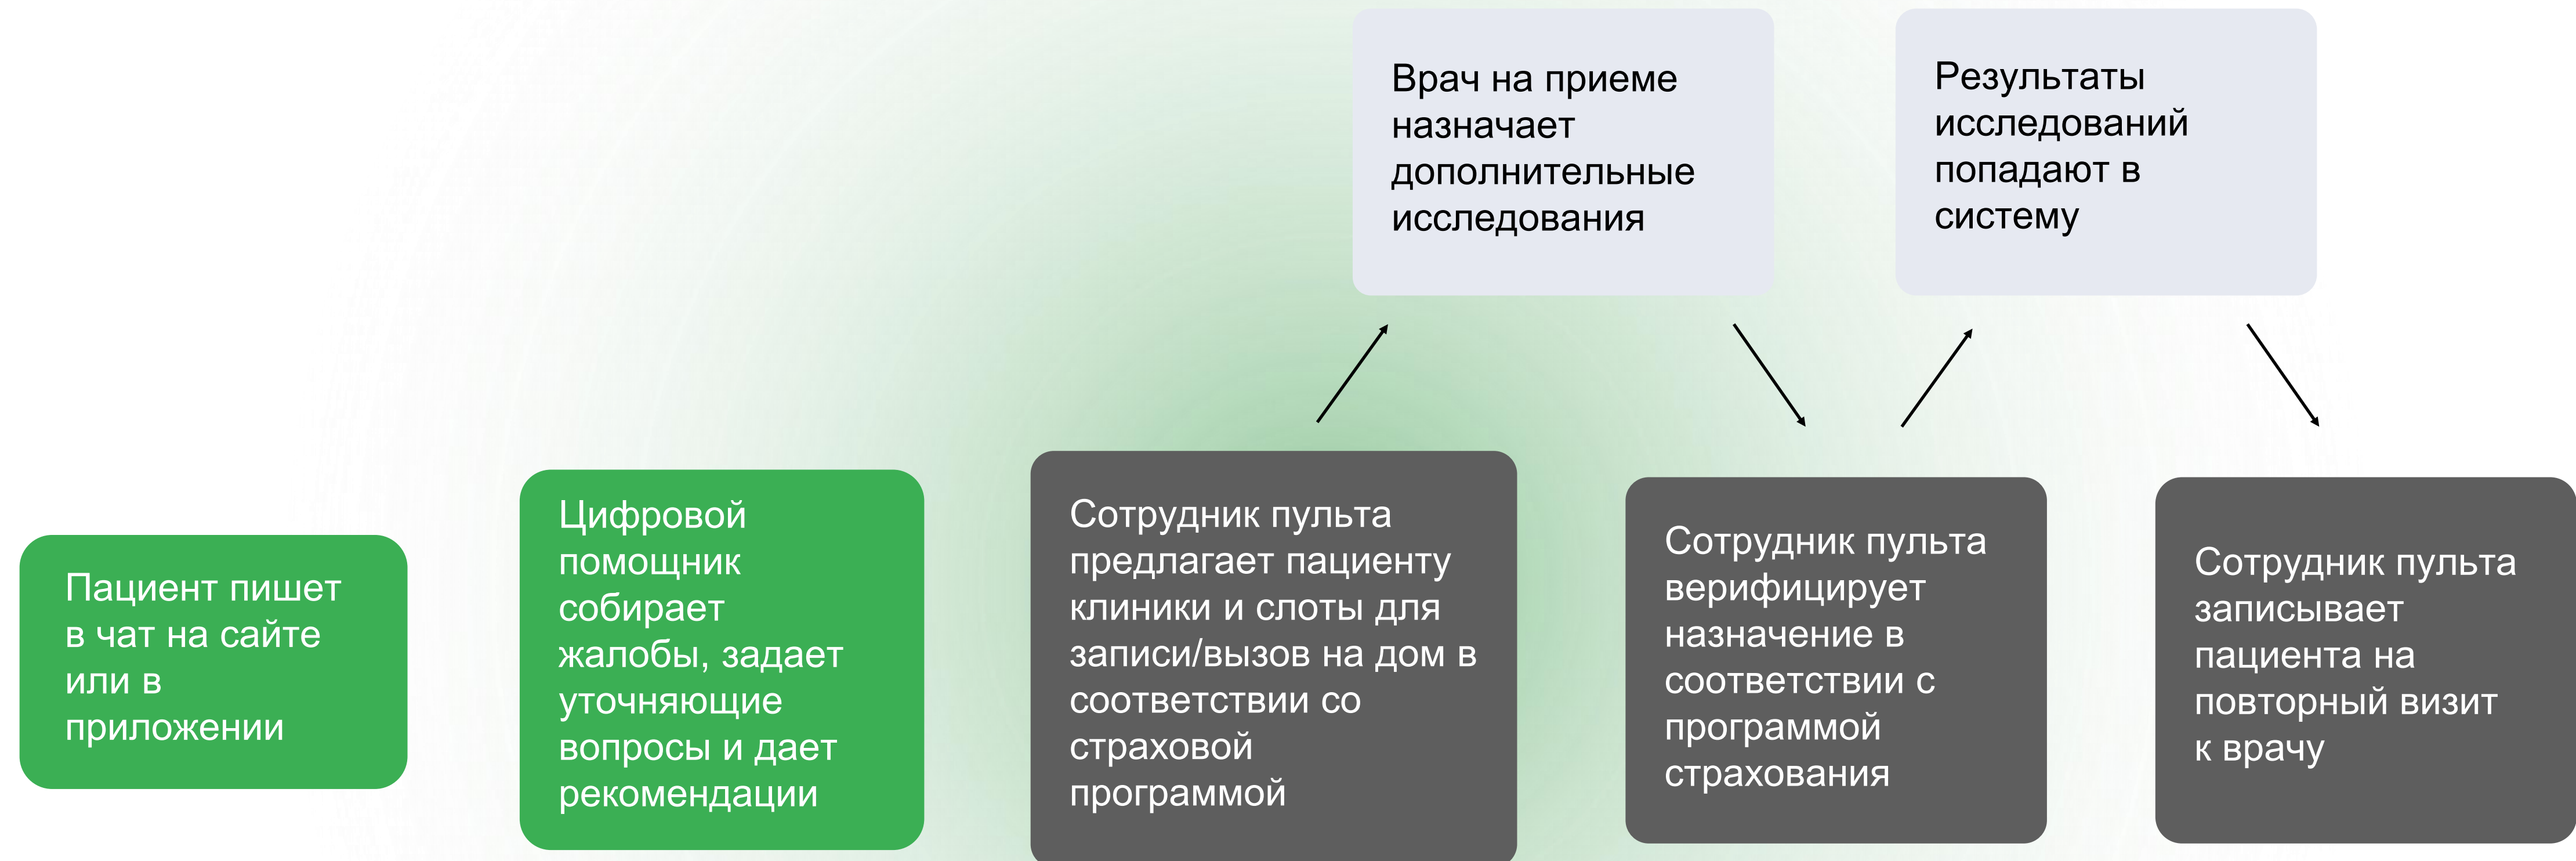 Врач на приеме
назначает
дополнительные
исследования
Результаты
исследований
попадают в
систему
Пациент пишет
в чат на сайте
или в
приложении
Цифровой
помощник
собирает
жалобы, задает
уточняющие
вопросы и дает
рекомендации
Сотрудник пульта
предлагает пациенту
клиники и слоты для
записи/вызов на дом в
соответствии со
страховой
программой
Сотрудник пульта
верифицирует
назначение в
соответствии с
программой
страхования
Сотрудник пульта
записывает
пациента на
повторный визит
к врачу